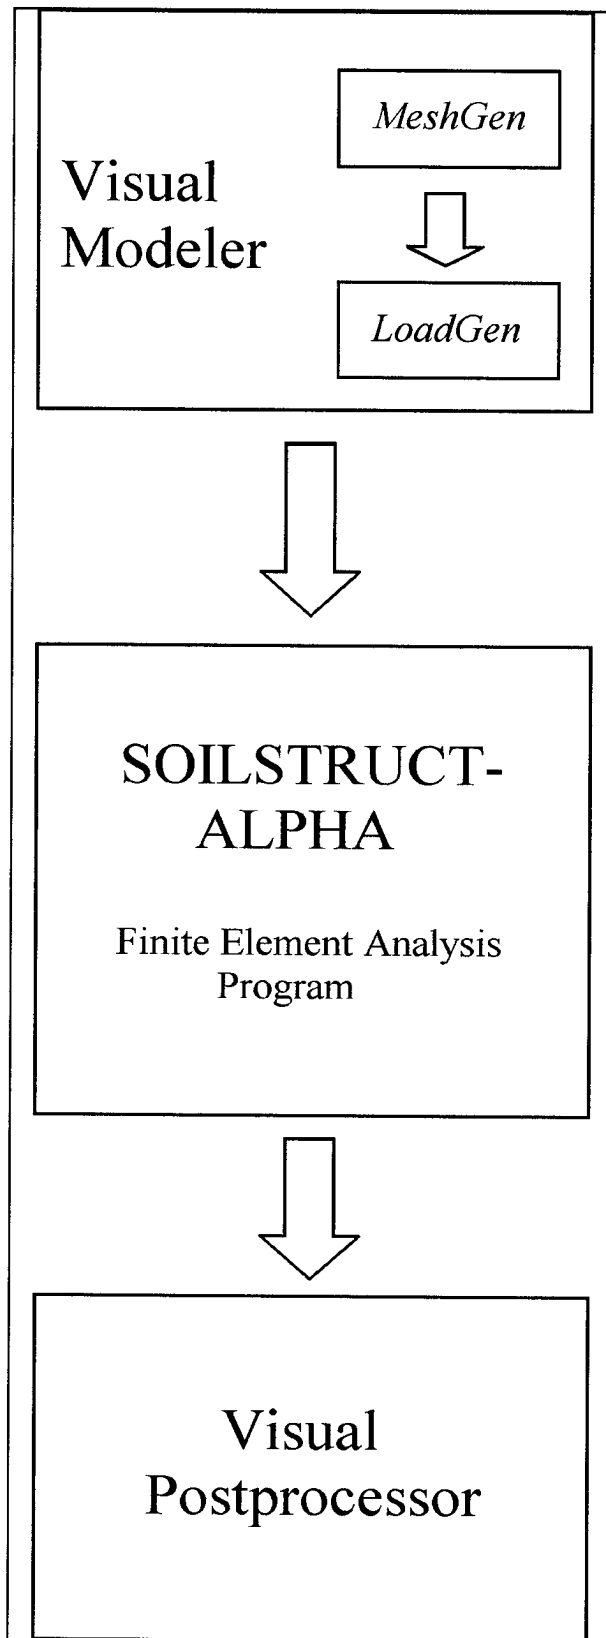 MeshGen
Visual
Modeler
LoadGen
SOILSTRUCT-
ALPHA
Finite Element Analysis
Program
Visual
Postprocessor